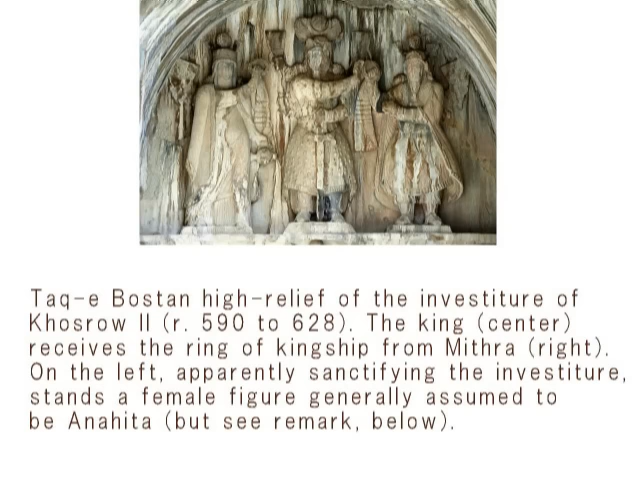 Taq-e Bostan high-relief of the investiture of
Khosrow II (r. 590 to 628). The king (center)
receives the ring of kingship from Mithra (right).
On the left, apparently sanctifying the investiture,
stands a female figure generally assumed to
be Anahita (but see remark, below).